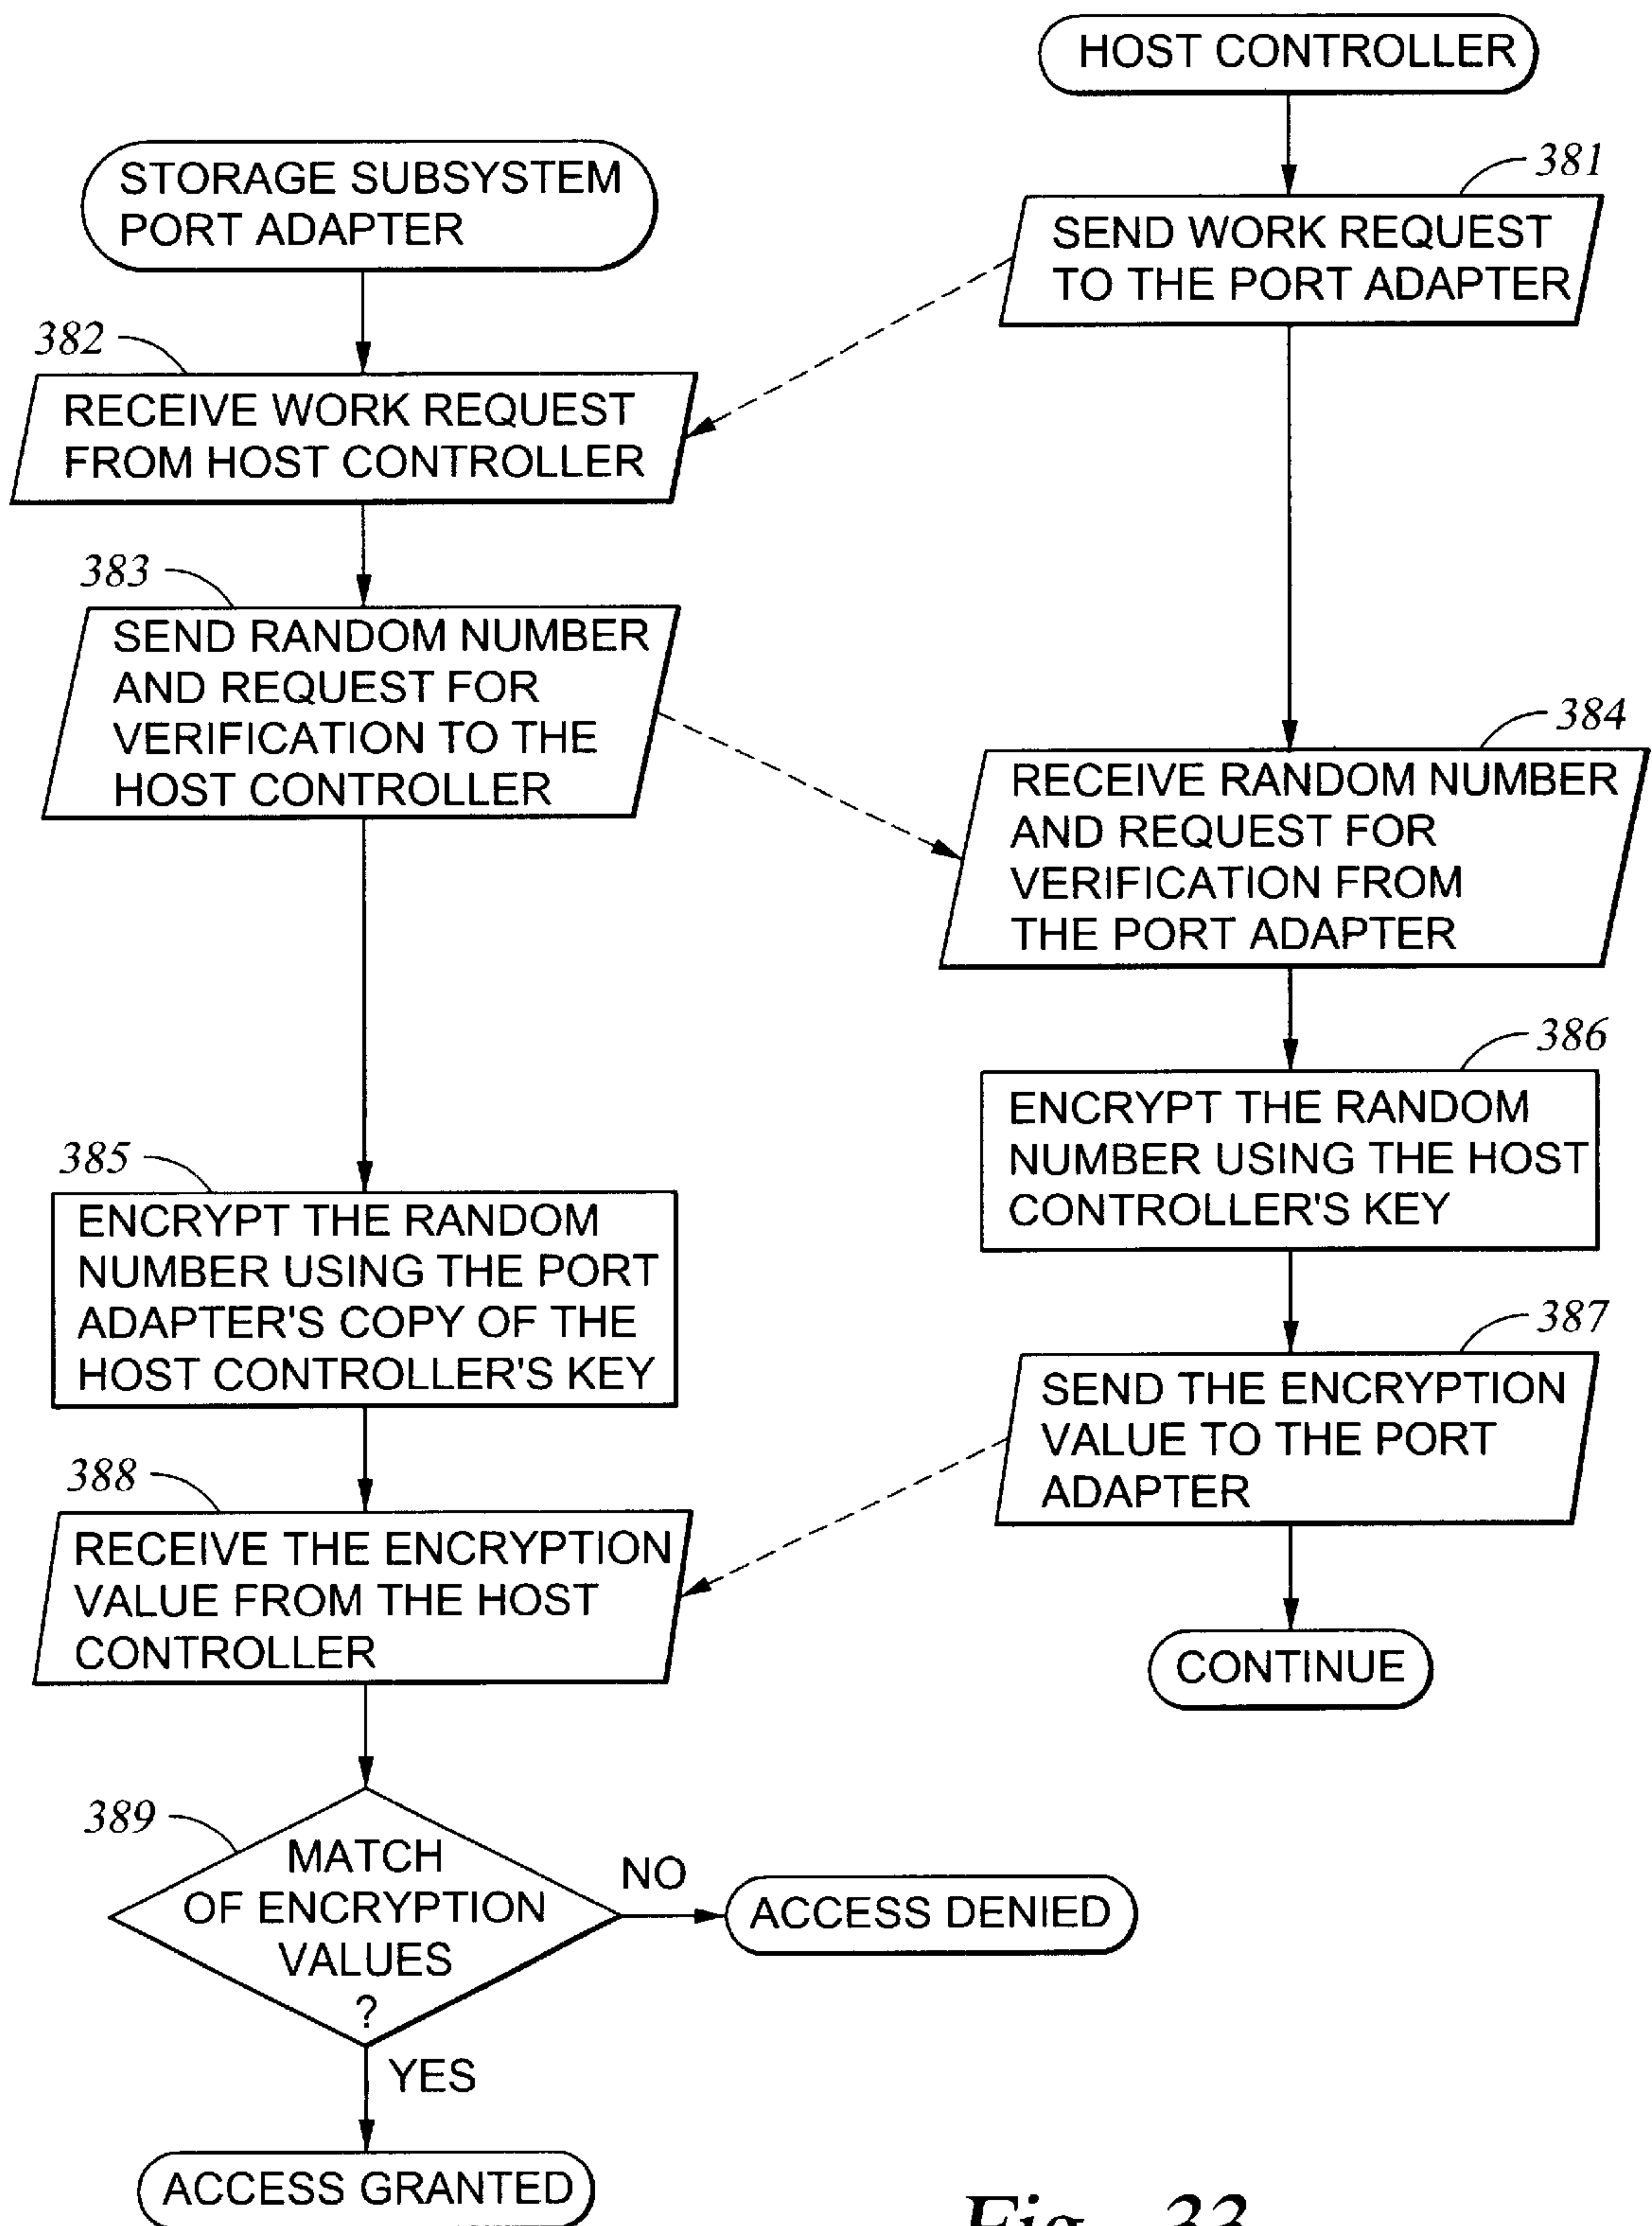 HOST CONTROLLER
STORAGE SUBSYSTEM
PORT ADAPTER
381
SEND WORK REQUEST
TO THE PORT ADAPTER
382
RECEIVE WORK REQUEST
FROM HOST CONTROLLER
383
SEND RANDOM NUMBER
AND REQUEST FOR
VERIFICATION TO THE
HOST CONTROLLER
384
RECEIVE RANDOM NUMBER
AND REQUEST FOR
VERIFICATION FROM
THE PORT ADAPTER
385
ENCRYPT THE RANDOM
NUMBER USING THE PORT
ADAPTER'S COPY OF THE
HOST CONTROLLER'S KEY
386
ENCRYPT THE RANDOM
NUMBER USING THE HOST
CONTROLLER'S KEY
387
SEND THE ENCRYPTION
VALUE TO THE PORT
ADAPTER
388
RECEIVE THE ENCRYPTION
VALUE FROM THE HOST
CONTROLLER
CONTINUE
389
MATCH
OF ENCRYPTION
VALUES
?
NO
ACCESS DENIED
YES
ACCESS GRANTED
Fig. 33